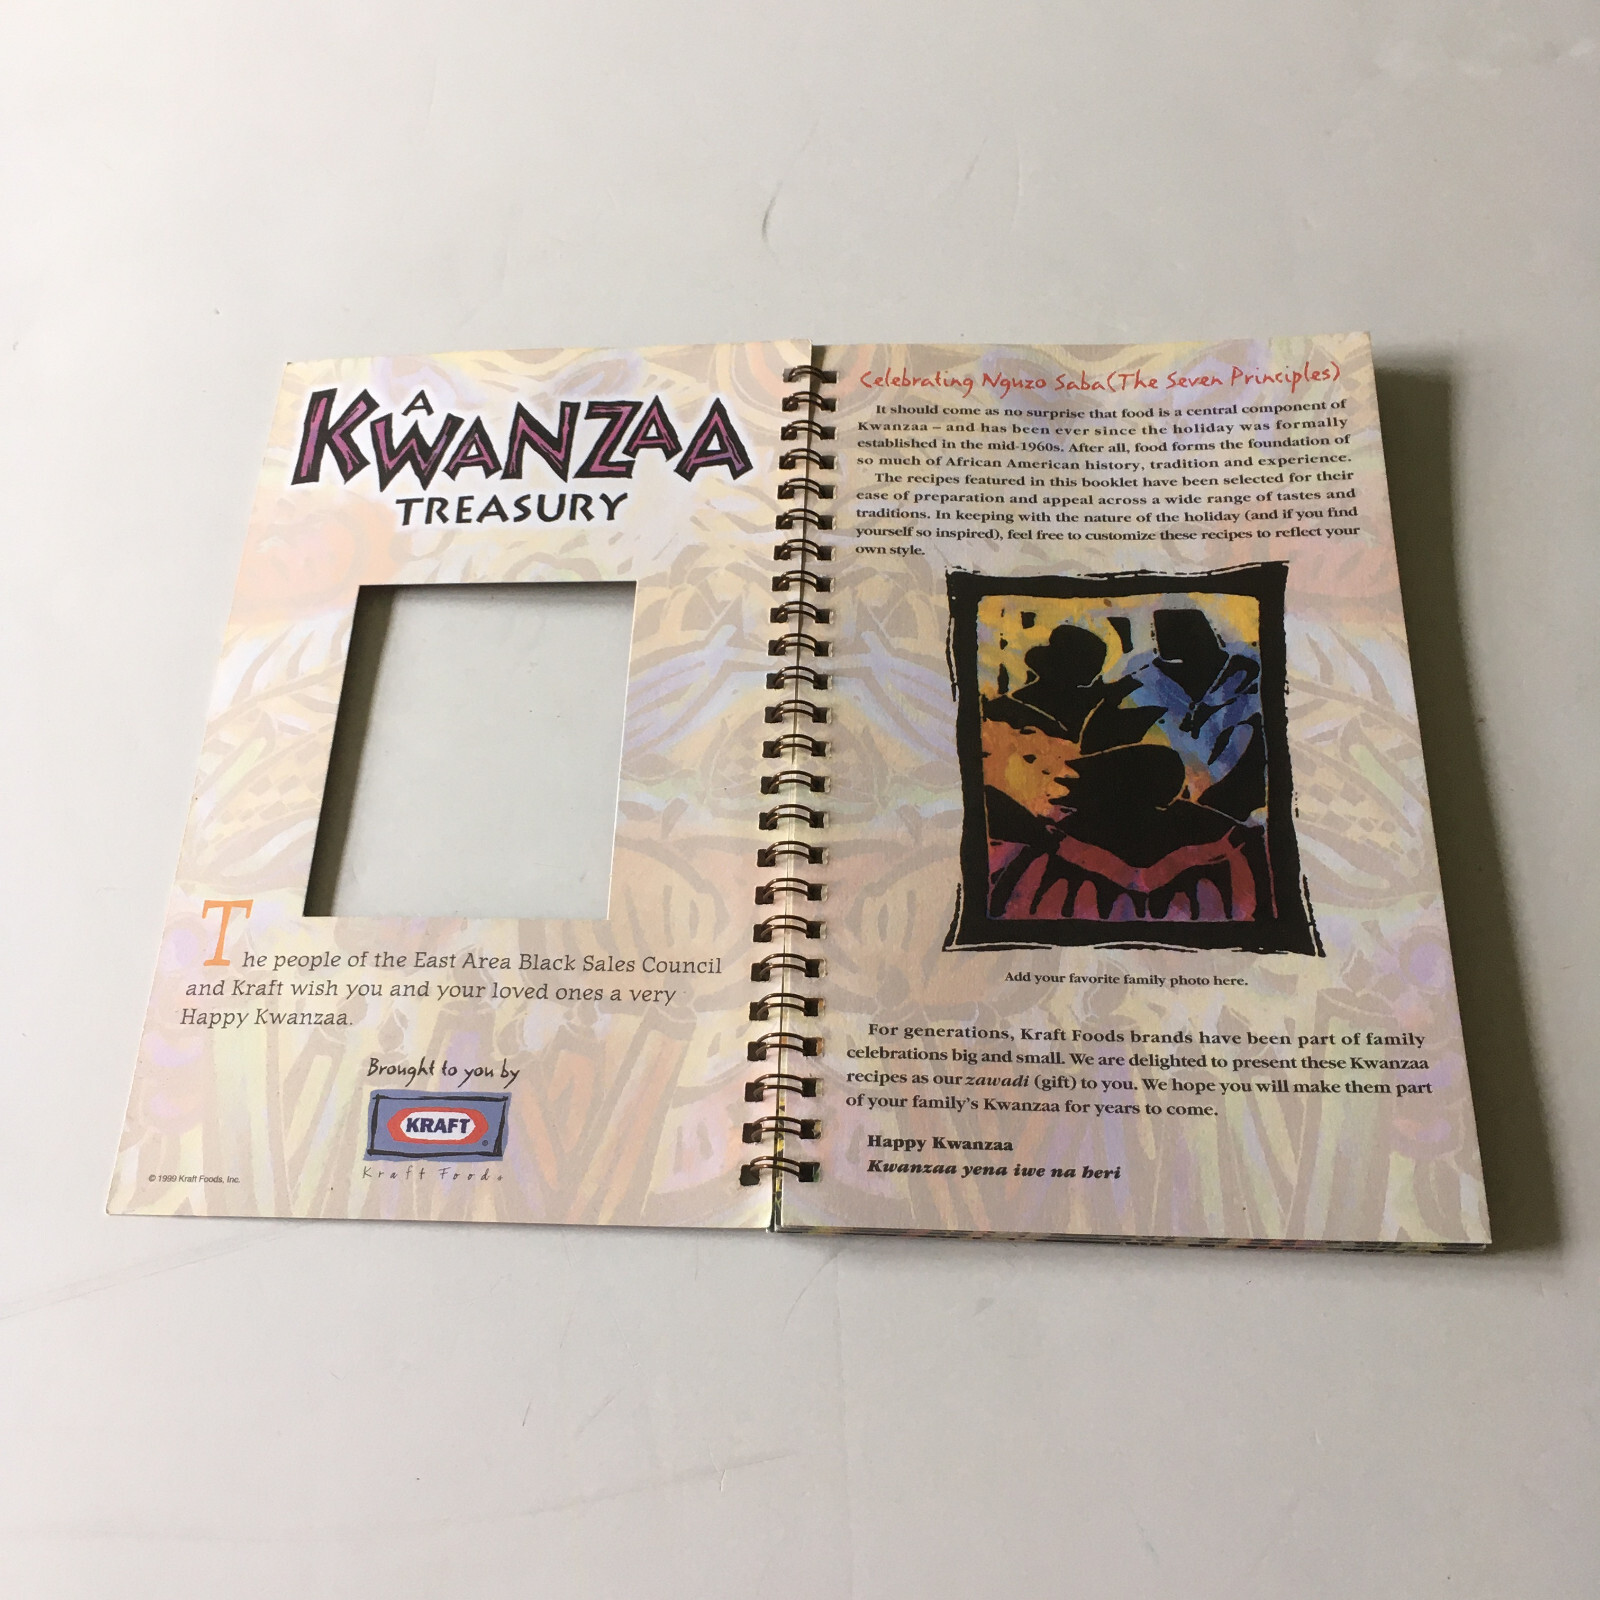 A
KWANZAA
TREASURY
The people of the East Area Black Sales Council
and Kraft wish you and your loved ones a very
Happy Kwanzaa.
Brought to you by
KRAFT
Kraft Foods
© 1999 Kraft Foods, Inc.
Celebrating Nguzo Saba (The Seven Principles)
It should come as no surprise that food is a central component of
Kwanzaa – and has been ever since the holiday was formally
established in the mid-1960s. After all, food forms the foundation of
so much of African American history, tradition and experience.
The recipes featured in this booklet have been selected for their
ease of preparation and appeal across a wide range of tastes and
traditions. In keeping with the nature of the holiday (and if you find
yourself so inspired), feel free to customize these recipes to reflect your
own style.
Add your favorite family photo here.
For generations, Kraft Foods brands have been part of family
celebrations big and small. We are delighted to present these Kwanzaa
recipes as our zawadi (gift) to you. We hope you will make them part
of your family's Kwanzaa for years to come.
Happy Kwanzaa
Kwanzaa yena iwe na heri